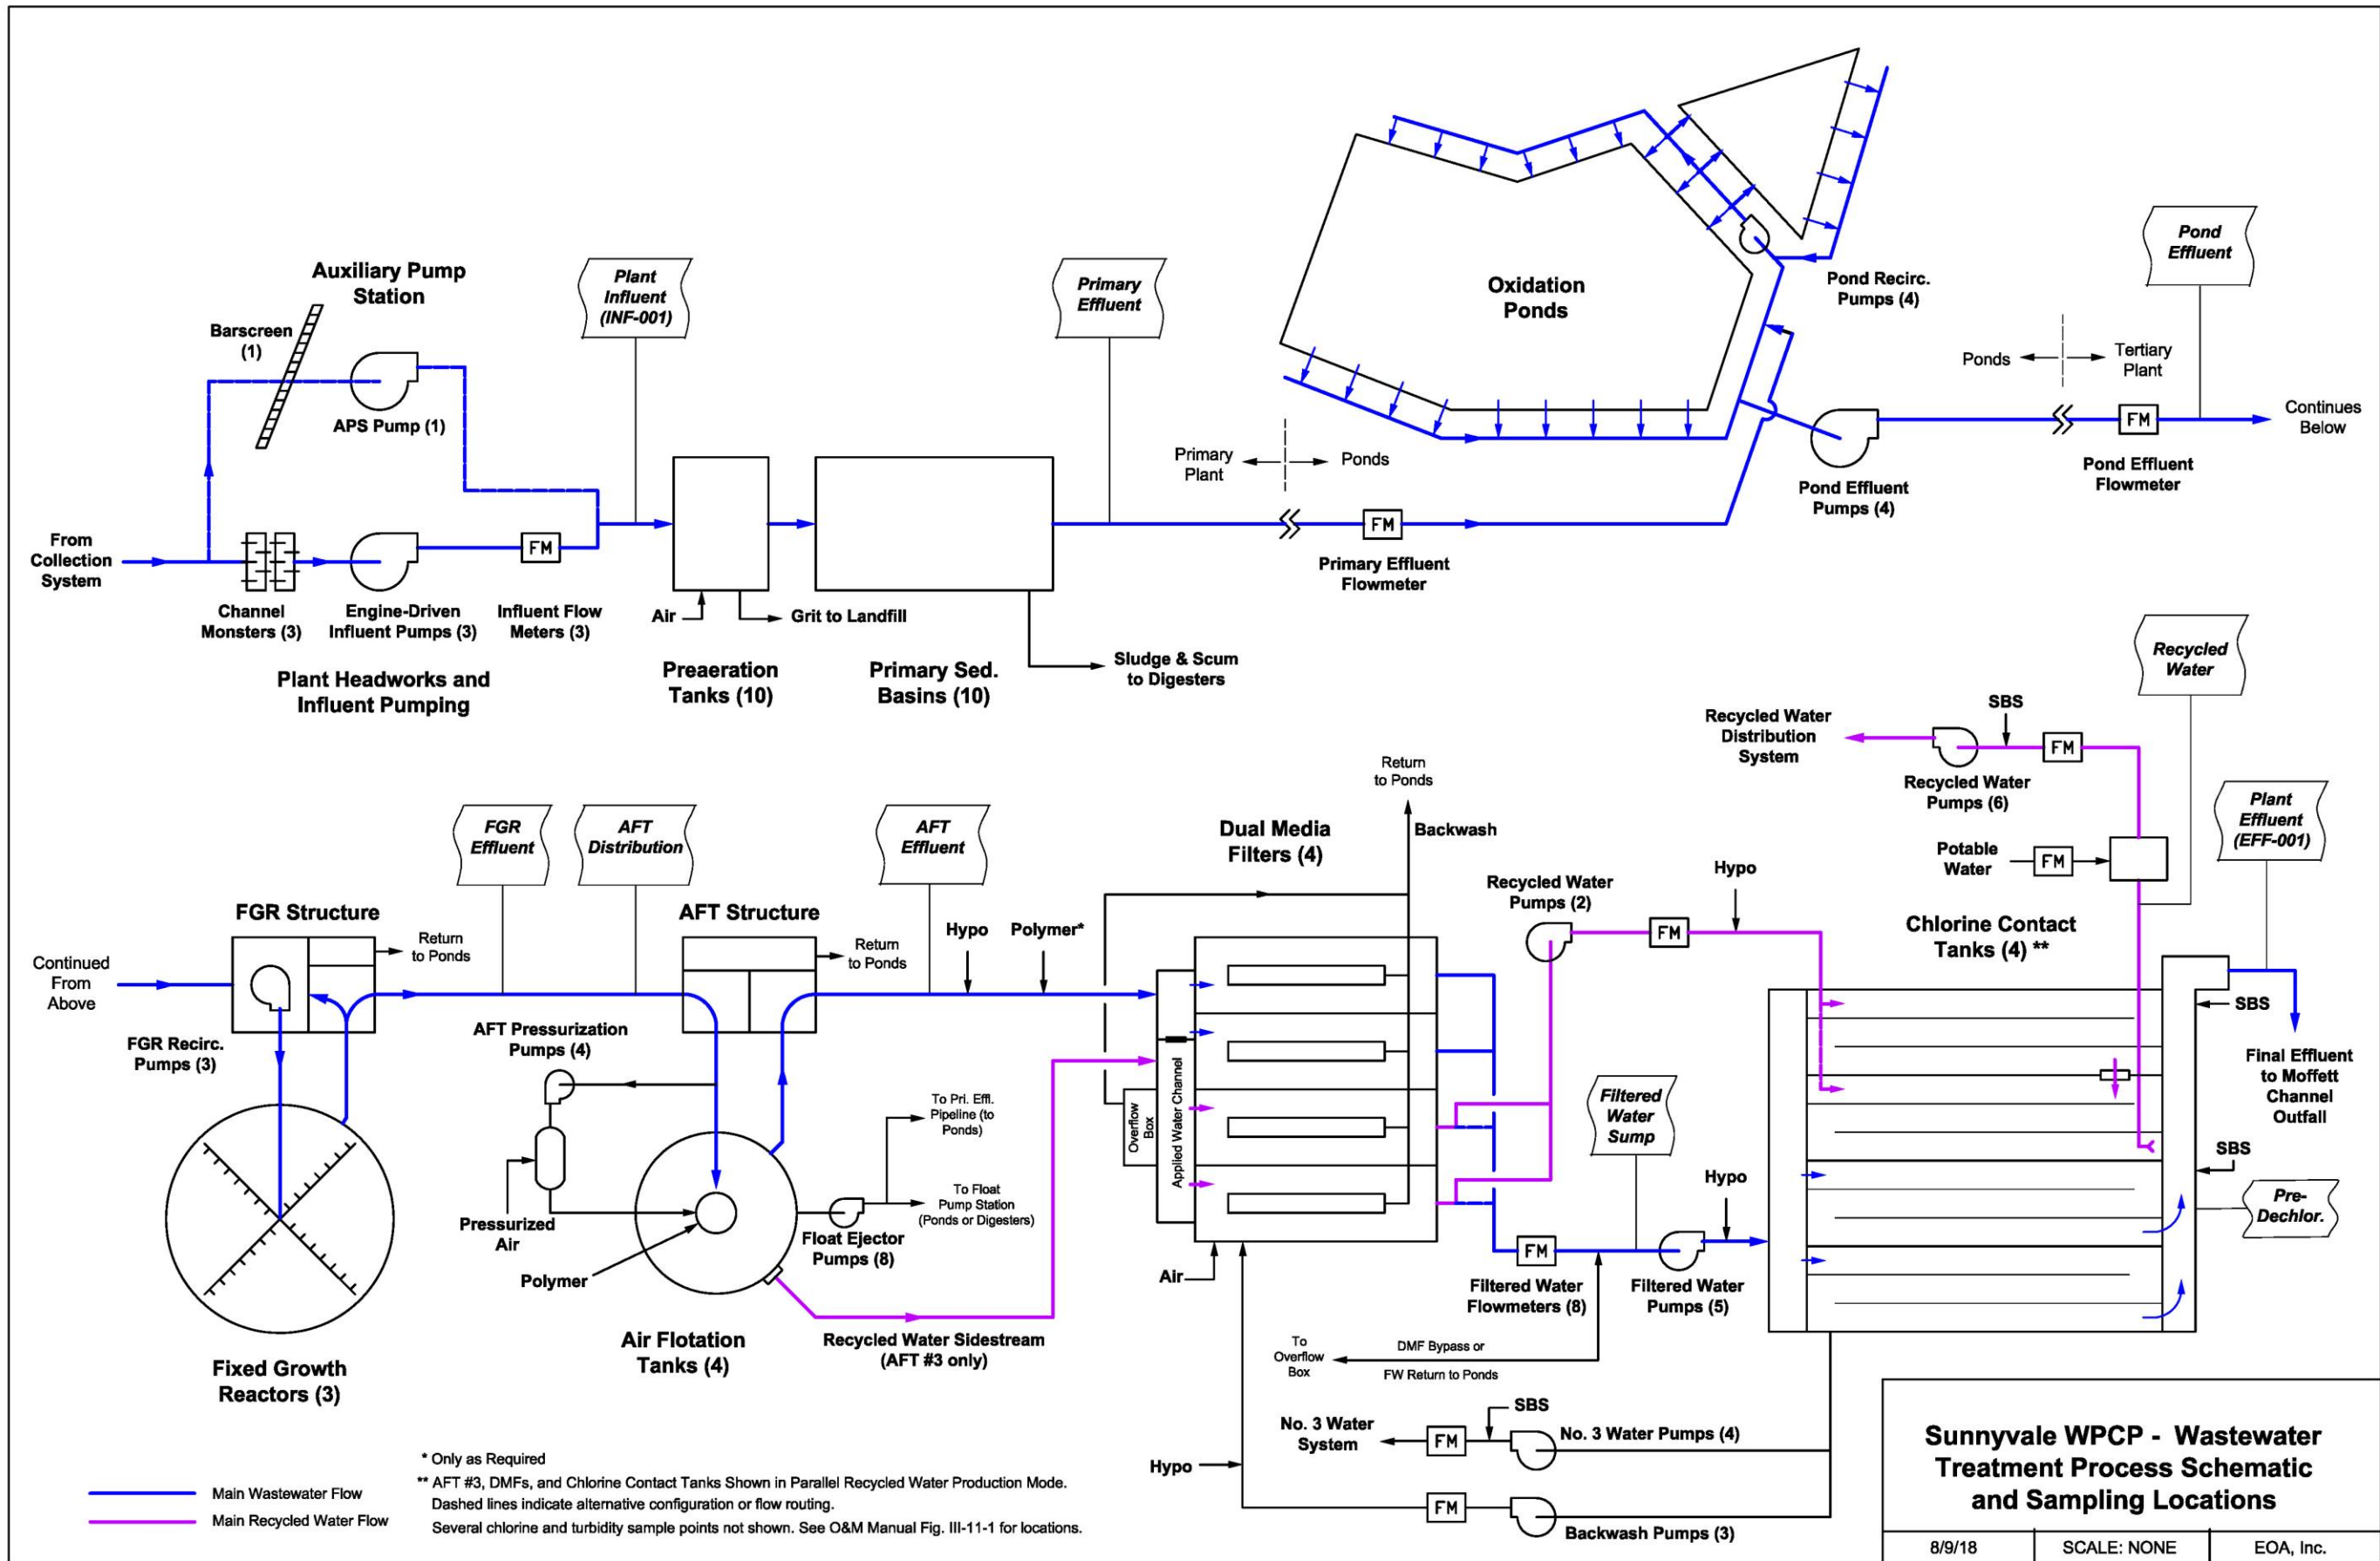 Auxiliary Pump
Station
Barscreen
(1)
APS Pump (1)
Plant
Influent
(INF-001)
Primary
Effluent
Oxidation
Ponds
Pond Recirc.
Pumps (4)
Pond
Effluent
Ponds
Tertiary
Plant
Continues
Below
FM
Pond Effluent
Flowmeter
Pond Effluent
Pumps (4)
Primary
Plant
Ponds
FM
Primary Effluent
Flowmeter
From
Collection
System
FM
Channel
Monsters (3)
Engine-Driven
Influent Pumps (3)
Influent Flow
Meters (3)
Plant Headworks and
Influent Pumping
Air
Grit to Landfill
Preaeration
Tanks (10)
Primary Sed.
Basins (10)
Sludge & Scum
to Digesters
Recycled
Water
SBS
Recycled Water
Distribution
System
FM
Recycled Water
Pumps (6)
Plant
Effluent
(EFF-001)
Potable
Water
FM
Chlorine Contact
Tanks (4) **
SBS
Final Effluent
to Moffett
Channel
Outfall
SBS
Pre-
Dechlor.
FGR
Effluent
AFT
Distribution
AFT
Effluent
FGR Structure
Return
to Ponds
Continued
From
Above
FGR Recirc.
Pumps (3)
Fixed Growth
Reactors (3)
AFT Structure
Return
to Ponds
AFT Pressurization
Pumps (4)
Pressurized
Air
Polymer
Air Flotation
Tanks (4)
To Pri. Effl.
Pipeline (to
Ponds)
To Float
Pump Station
(Ponds or Digesters)
Float Ejector
Pumps (8)
Recycled Water Sidestream
(AFT #3 only)
Hypo
Polymer*
Return
to Ponds
Backwash
Dual Media
Filters (4)
Overflow
Box
Applied Water Channel
Air
Recycled Water
Pumps (2)
FM
Hypo
Filtered
Water
Sump
Hypo
FM
Filtered Water
Flowmeters (8)
Filtered Water
Pumps (5)
To
Overflow
Box
DMF Bypass or
FW Return to Ponds
No. 3 Water
System
FM
SBS
No. 3 Water Pumps (4)
Hypo
FM
Backwash Pumps (3)
* Only as Required
** AFT #3, DMFs, and Chlorine Contact Tanks Shown in Parallel Recycled Water Production Mode.
Dashed lines indicate alternative configuration or flow routing.
Several chlorine and turbidity sample points not shown. See O&M Manual Fig. III-11-1 for locations.
Main Wastewater Flow
Main Recycled Water Flow
Sunnyvale WPCP - Wastewater
Treatment Process Schematic
and Sampling Locations
8/9/18
SCALE: NONE
EOA, Inc.